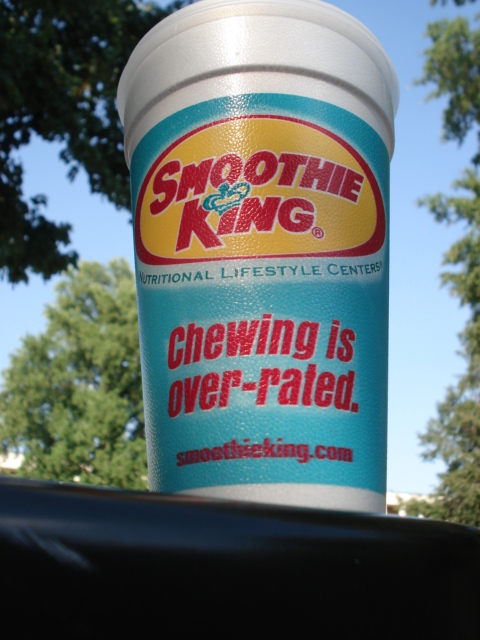 SMOOTHIE
KING®
NUTRITIONAL LIFESTYLE CENTERS®
Chewing is
over-rated.
smoothieking.com